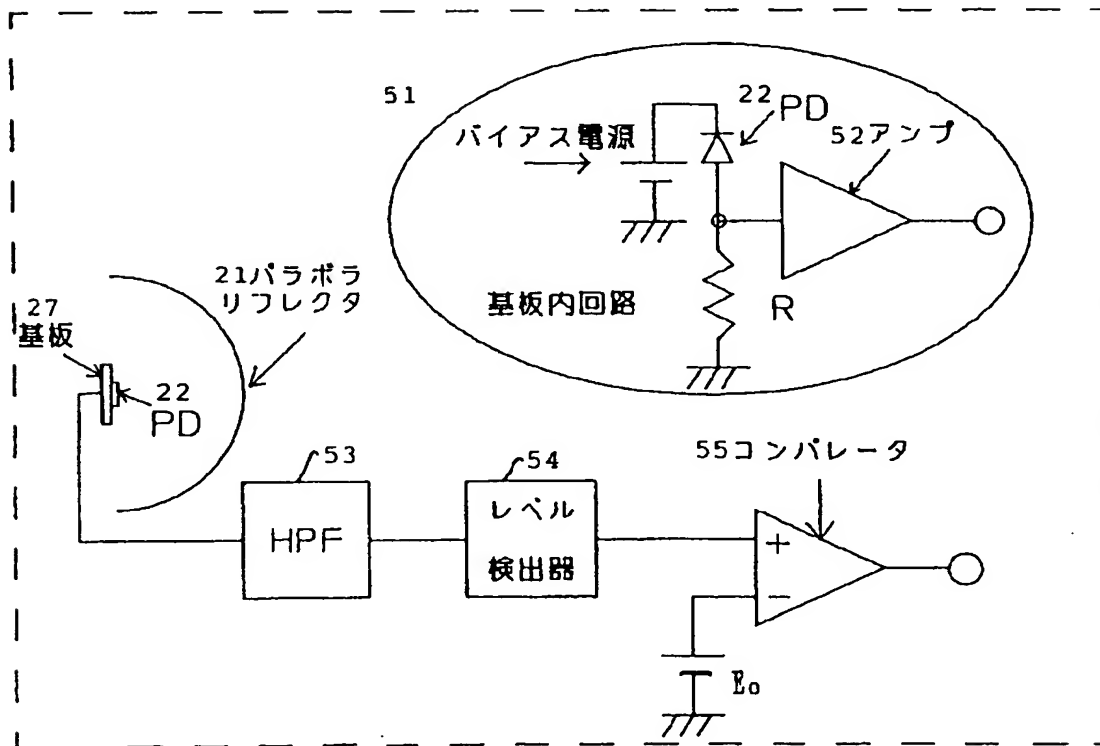 51
バイアス電源
22
PD
52アンプ
基板内回路
R
21パラボラ
リフレクタ
27
基板
22
PD
53
HPF
54
レベル
検出器
55コンパレータ
+
−
Eo